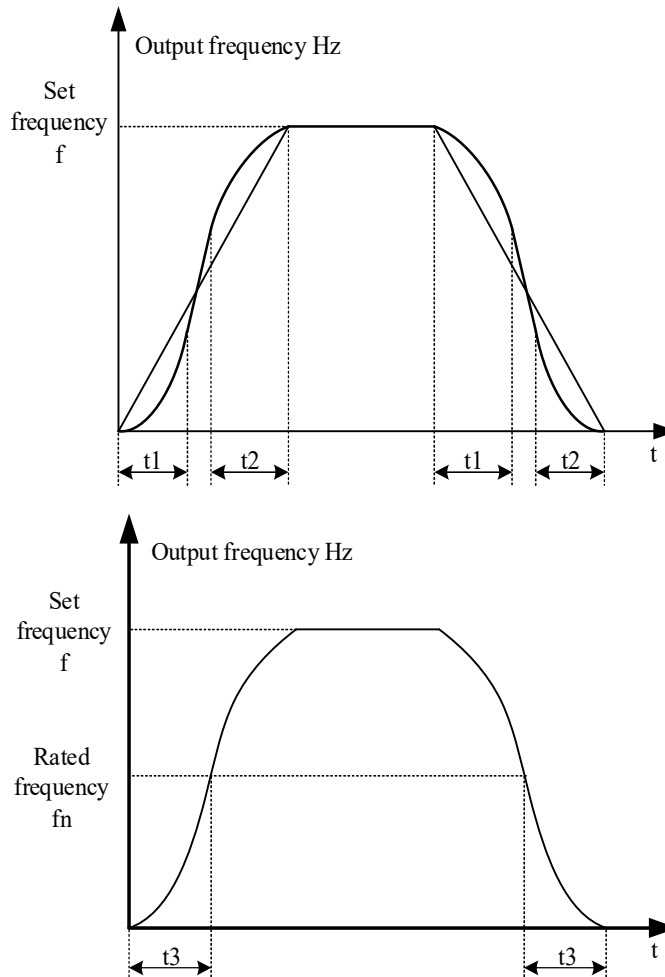 Output frequency Hz
Set
frequency
f
t
t1
t2
t1
t2
Output frequency Hz
Set
frequency
f
Rated
frequency
fn
t
t3
t3